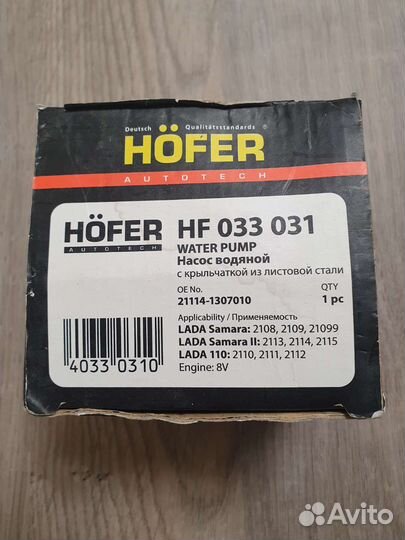 Deutsch Qualitätsstandards ®
HÖFER
AUTOTECH
HÖFER
AUTOTECH
HF 033 031
WATER PUMP
Насос водяной
с крыльчаткой из листовой стали
OE No. QTY
21114-1307010 1 pc
Applicability / Применяемость
LADA Samara: 2108, 2109, 21099
LADA Samara II: 2113, 2114, 2115
LADA 110: 2110, 2111, 2112
Engine: 8V
4033 0310
Avito